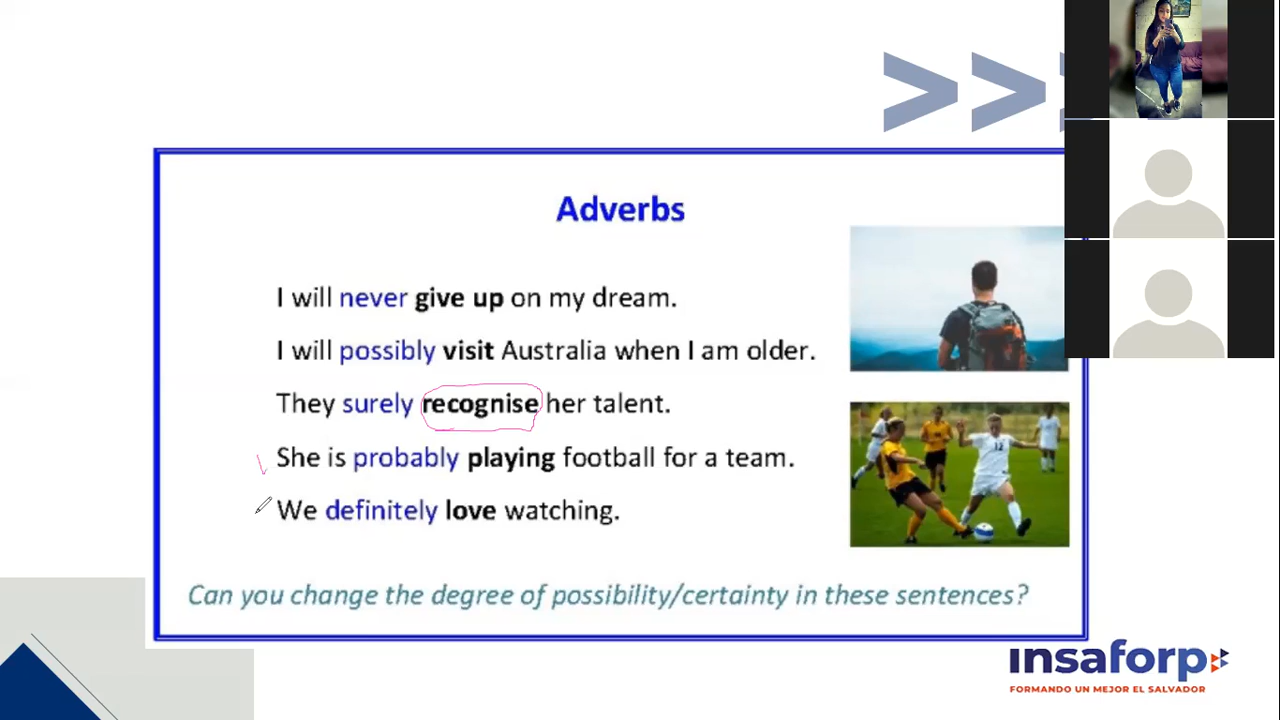 >>>
Adverbs
I will never give up on my dream.
I will possibly visit Australia when I am older.
They surely recognise her talent.
She is probably playing football for a team.
We definitely love watching.
Can you change the degree of possibility/certainty in these sentences?
insaforp
FORMANDO UN MEJOR EL SALVADOR
12